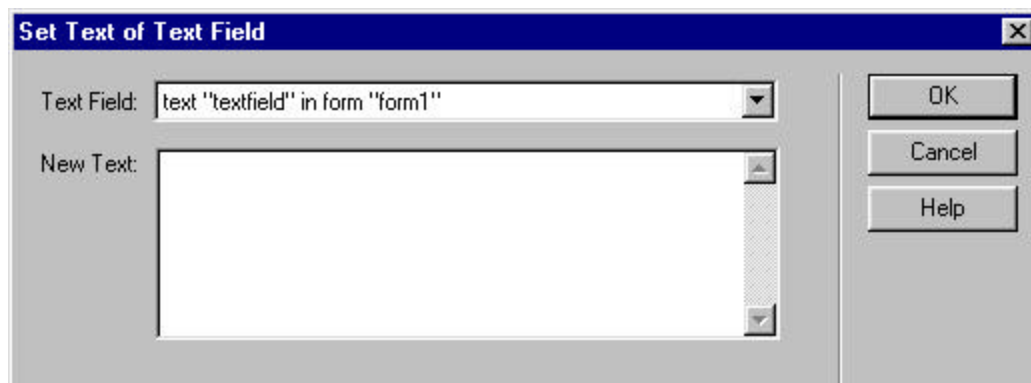 Set Text of Text Field
Text Field: text "textfield" in form "form1"
OK
New Text:
Cancel
Help